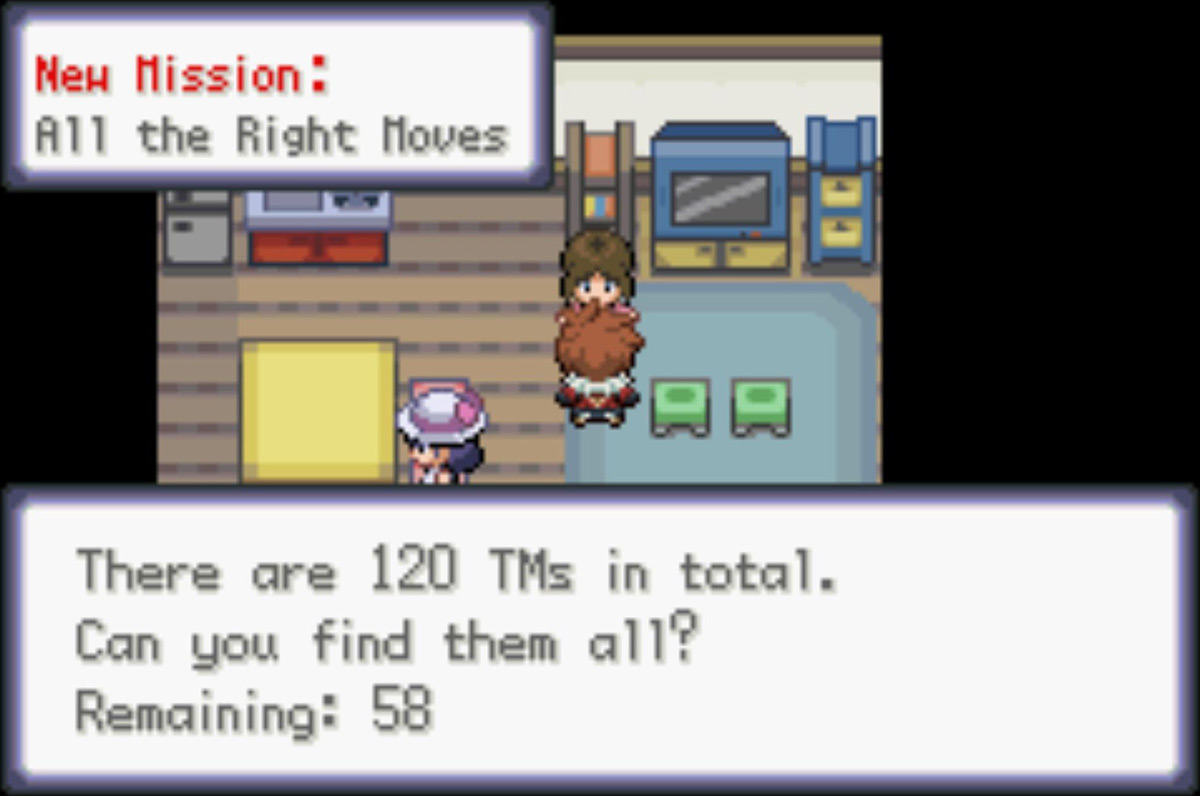 New Mission:
All the Right Moves
There are 120 TMs in total.
Can you find them all?
Remaining: 58